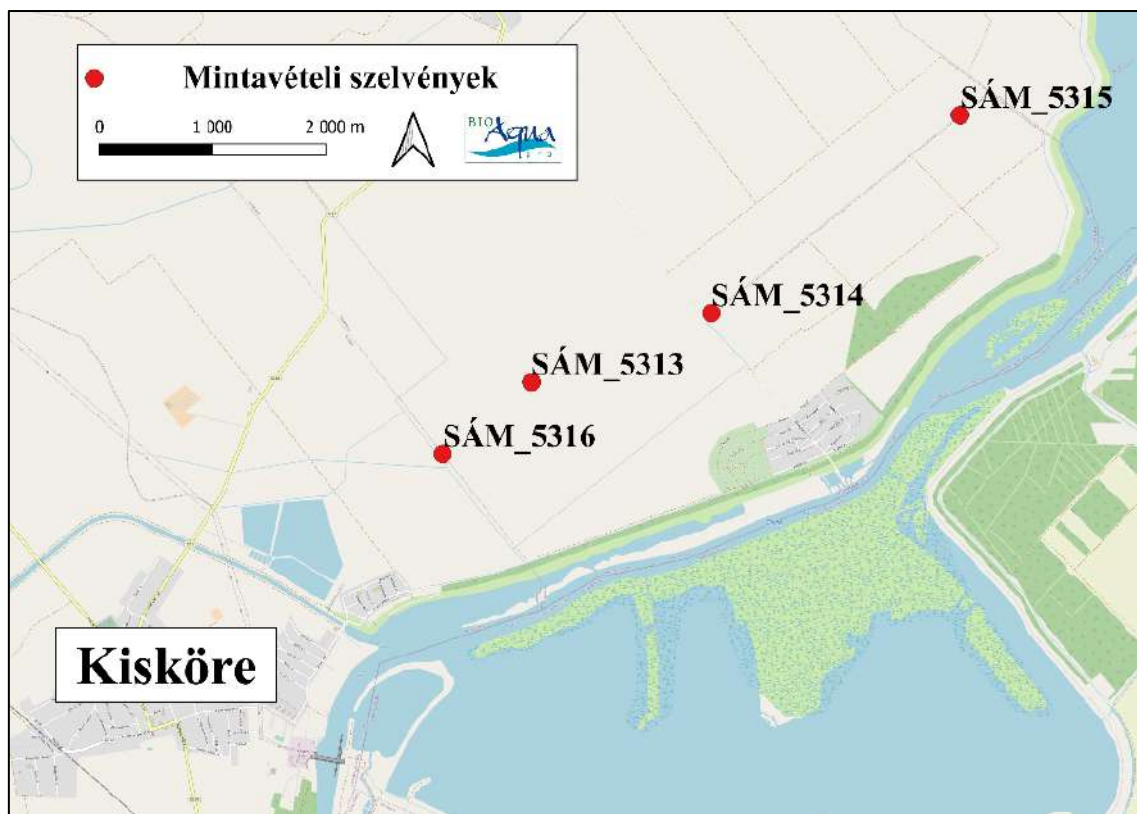 Mintavételi szelvények
0 1 000 2 000 m
BIO
Aqua
SÁM_5315
SÁM_5314
SÁM_5313
SÁM_5316
Kisköre